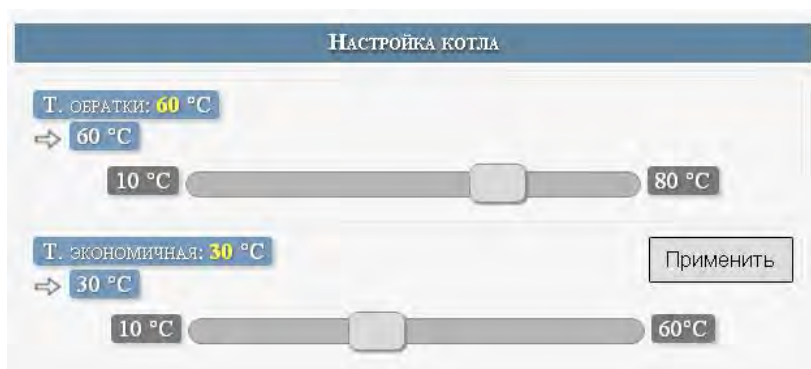 Настройка котла
Т. обратки: 60 °C
⇨ 60 °C
10 °C 80 °C
Т. экономичная: 30 °C
Применить
⇨ 30 °C
10 °C 60°C